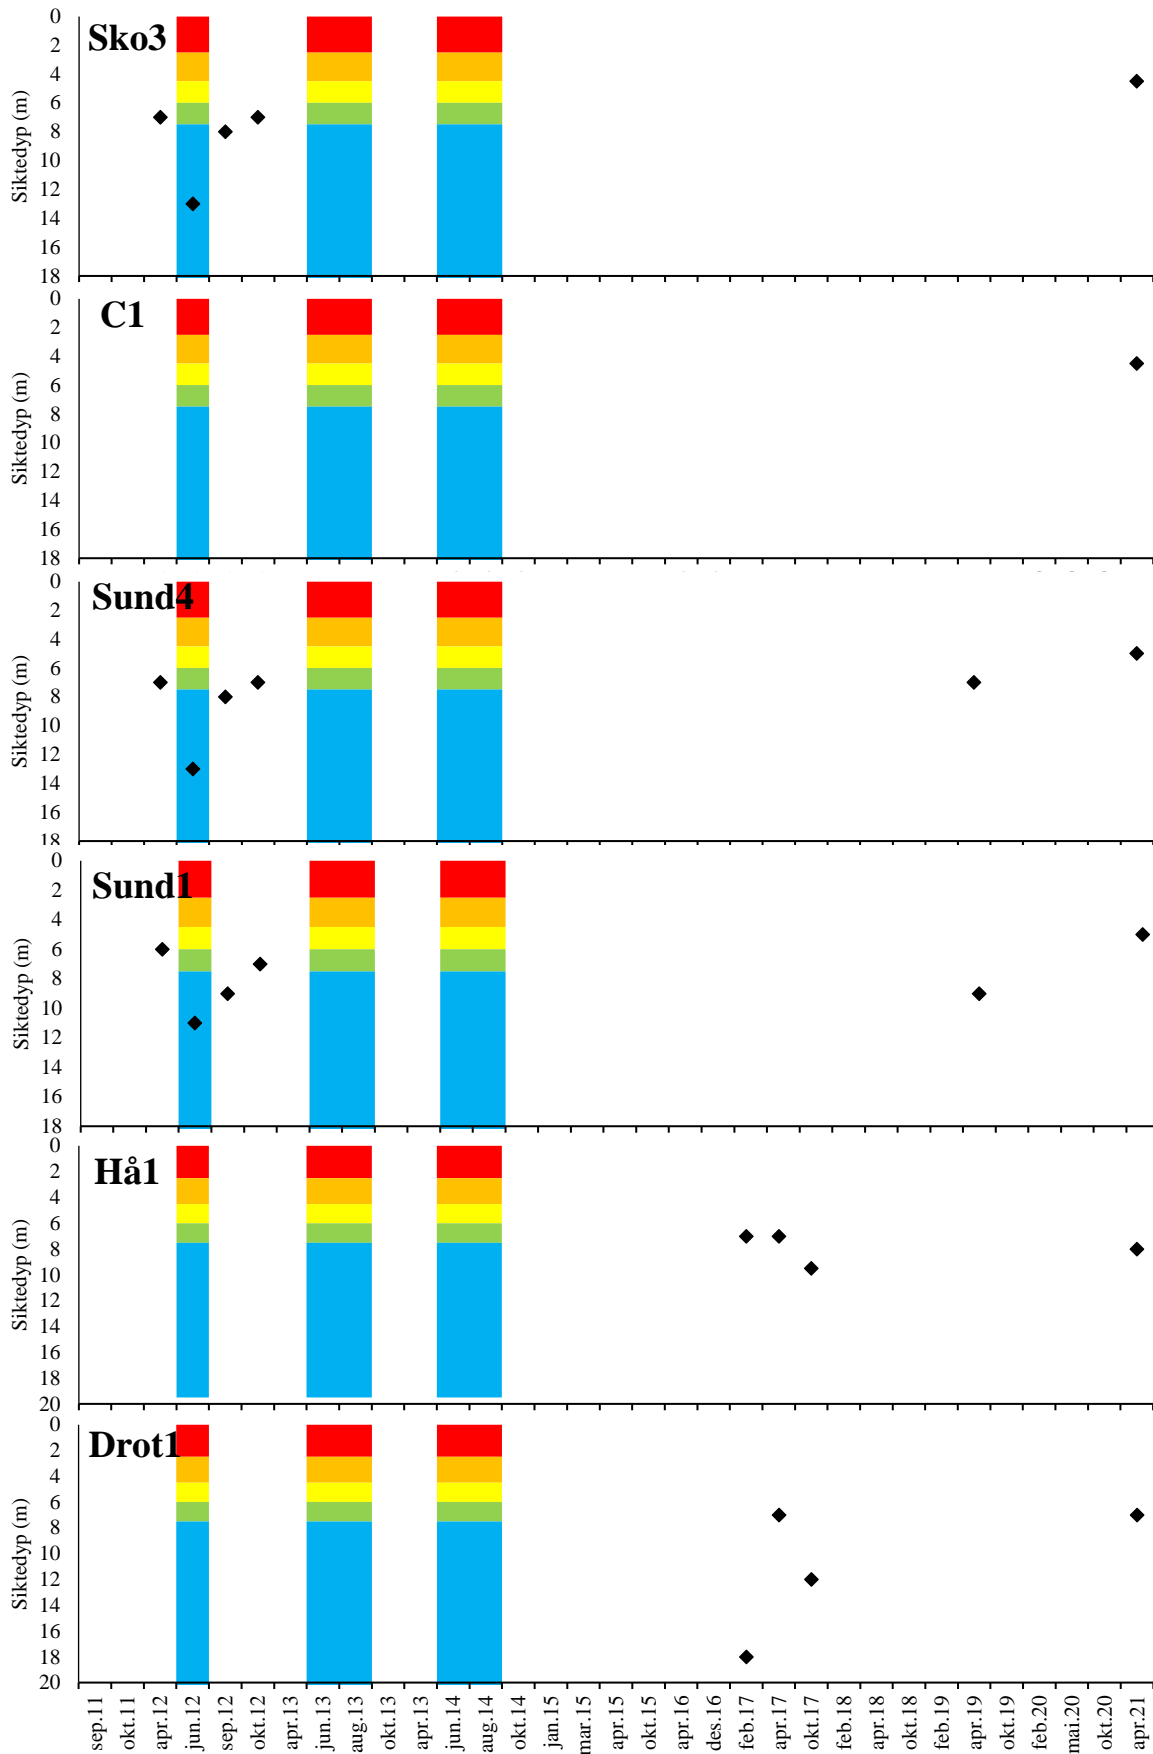 Sko3
Siktedyp (m)
0
2
4
6
8
10
12
14
16
18
C1
Siktedyp (m)
0
2
4
6
8
10
12
14
16
18
Sund4
Siktedyp (m)
0
2
4
6
8
10
12
14
16
18
Sund1
Siktedyp (m)
0
2
4
6
8
10
12
14
16
18
Hå1
Siktedyp (m)
0
2
4
6
8
10
12
14
16
18
20
Drot1
Siktedyp (m)
0
2
4
6
8
10
12
14
16
18
20
sep.11
okt.11
apr.12
jun.12
sep.12
okt.12
apr.13
jun.13
aug.13
okt.13
apr.13
jun.14
aug.14
okt.14
jan.15
mar.15
apr.15
okt.15
apr.16
des.16
feb.17
apr.17
okt.17
feb.18
apr.18
okt.18
feb.19
apr.19
okt.19
feb.20
mai.20
okt.20
apr.21